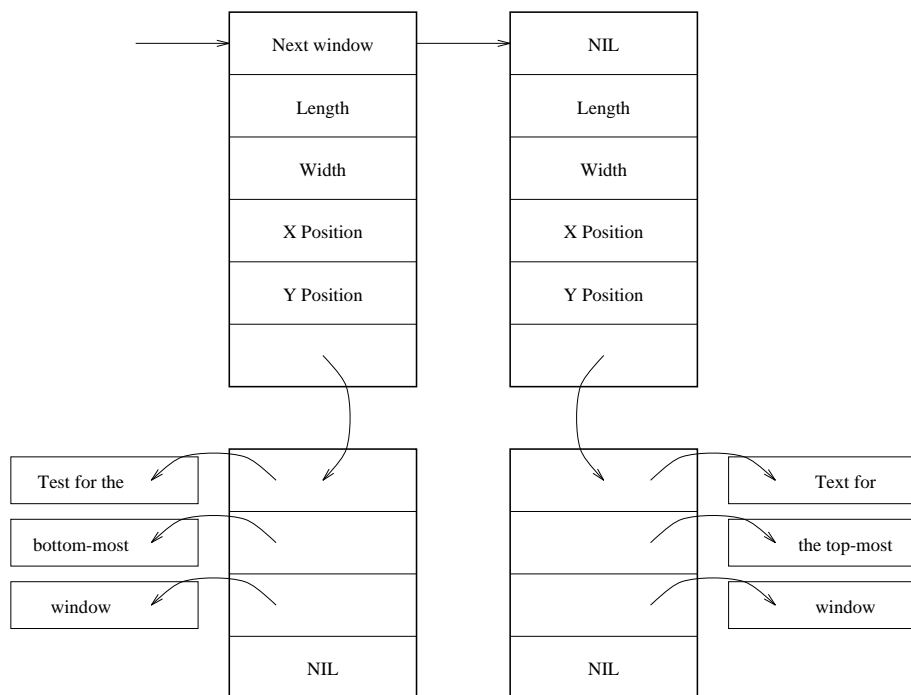 Next window
NIL
Length
Length
Width
Width
X Position
X Position
Y Position
Y Position
Test for the
Text for
bottom-most
the top-most
window
window
NIL
NIL